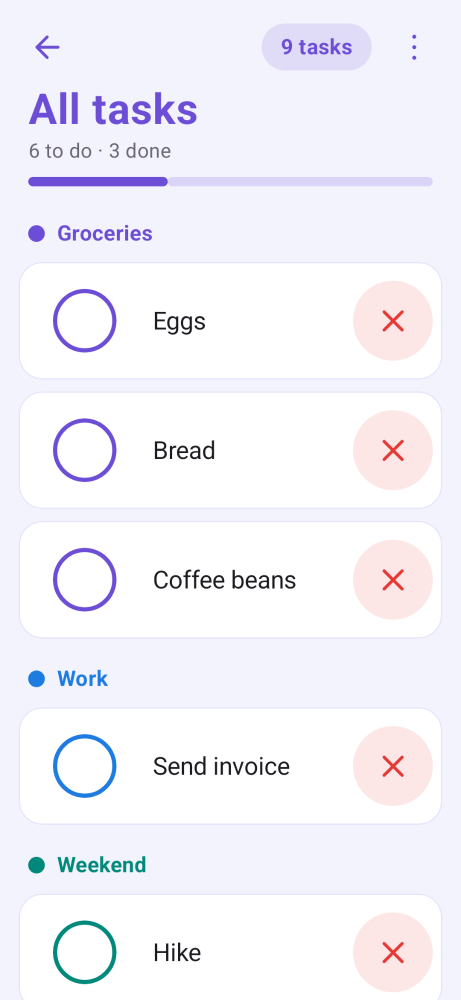 9 tasks
All tasks
6 to do · 3 done
Groceries
Eggs
Bread
Coffee beans
Work
Send invoice
Weekend
Hike